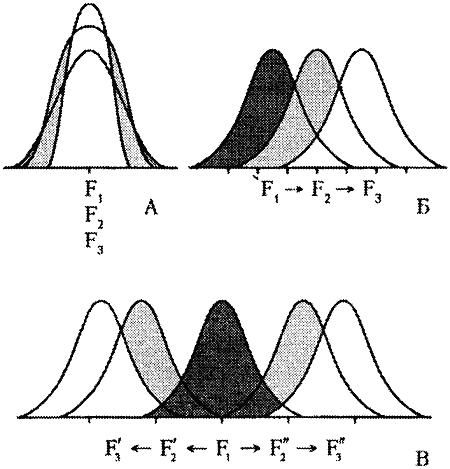 F₁
F₂
F₃
А
F₁ → F₂ → F₃
Б
F₃′ ← F₂′ ← F₁ → F₂″ → F₃″
В